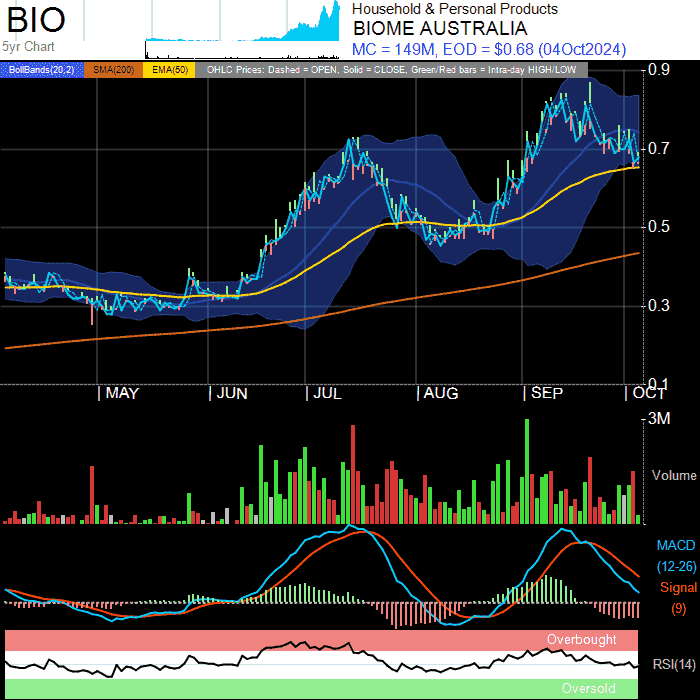 BIO
5yr Chart
Household & Personal Products
BIOME AUSTRALIA
MC = 149M, EOD = $0.68 (04Oct2024)
BollBands(20,2) SMA(200) EMA(50) OHLC Prices: Dashed = OPEN, Solid = CLOSE, Green/Red bars = Intra-day HIGH/LOW
0.9
0.7
0.5
0.3
0.1
MAY JUN JUL AUG SEP OCT
3M
Volume
MACD
(12-26)
Signal
(9)
Overbought
RSI(14)
Oversold